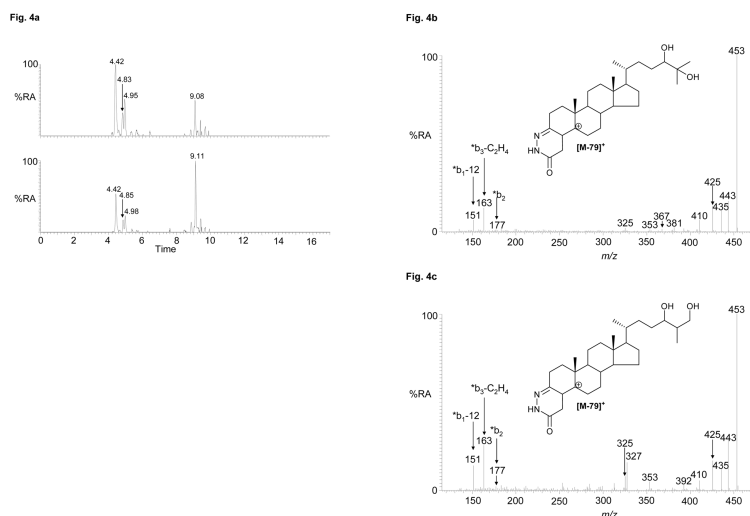 Fig. 4a
100
%RA
0
4.42
4.83
4.95
9.08
100
%RA
0
4.42
4.85
4.98
9.11
0 2 4 6 8 10 12 14 16
Time
Fig. 4b
100
%RA
0
OH
OH
N
HN
O
[M-79]⁺
*b₃-C₂H₄
*b₁-12
*b₂
163
151
177
325
353
367
381
410
425
435
443
453
150 200 250 300 350 400 450
m/z
Fig. 4c
100
%RA
0
OH OH
N
HN
O
[M-79]⁺
*b₃-C₂H₄
*b₁-12
*b₂
163
151
177
325
327
353
392
410
425
435
443
453
150 200 250 300 350 400 450
m/z